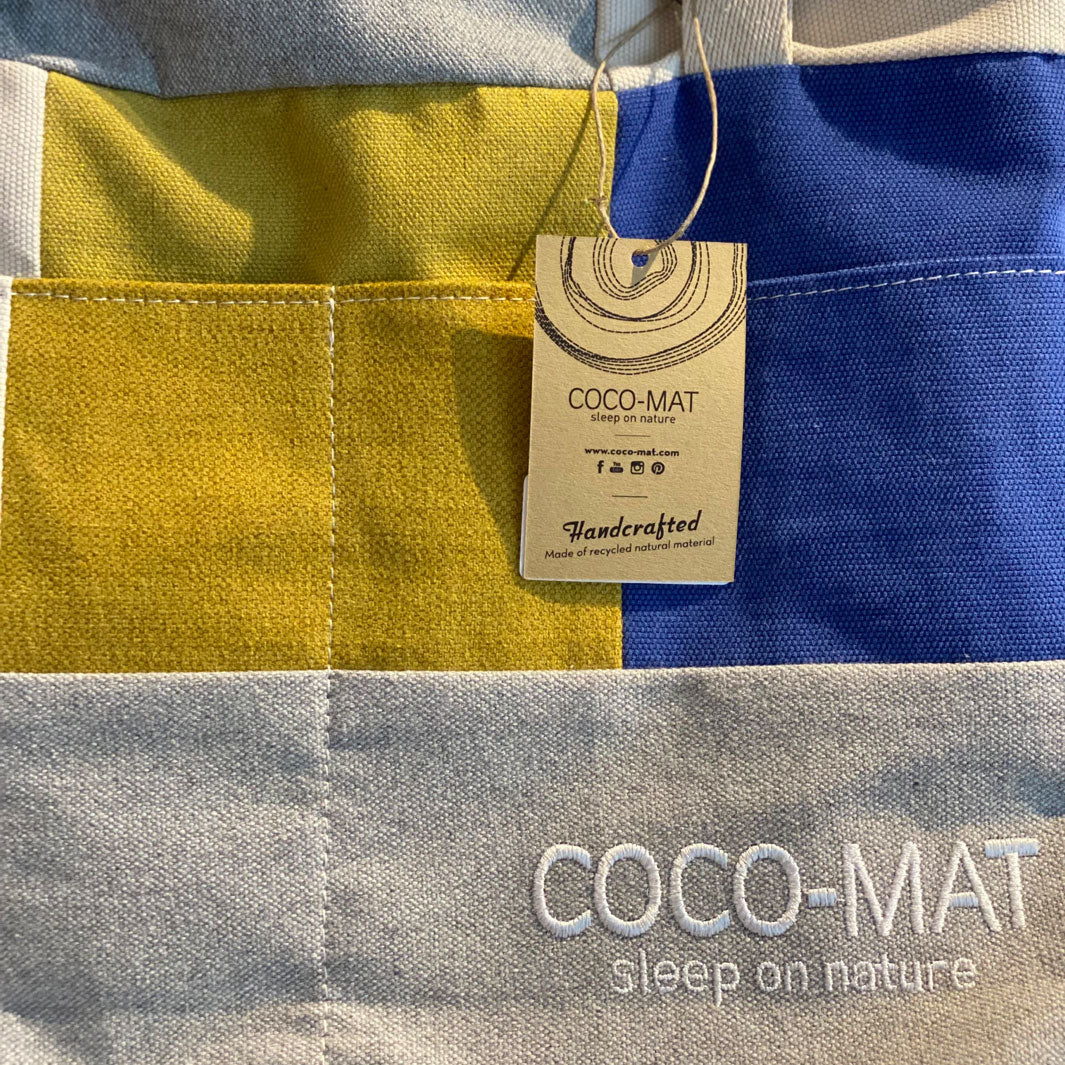 COCO-MAT
sleep on nature
www.coco-mat.com
Handcrafted
Made of recycled natural material
COCO-MAT
sleep on nature